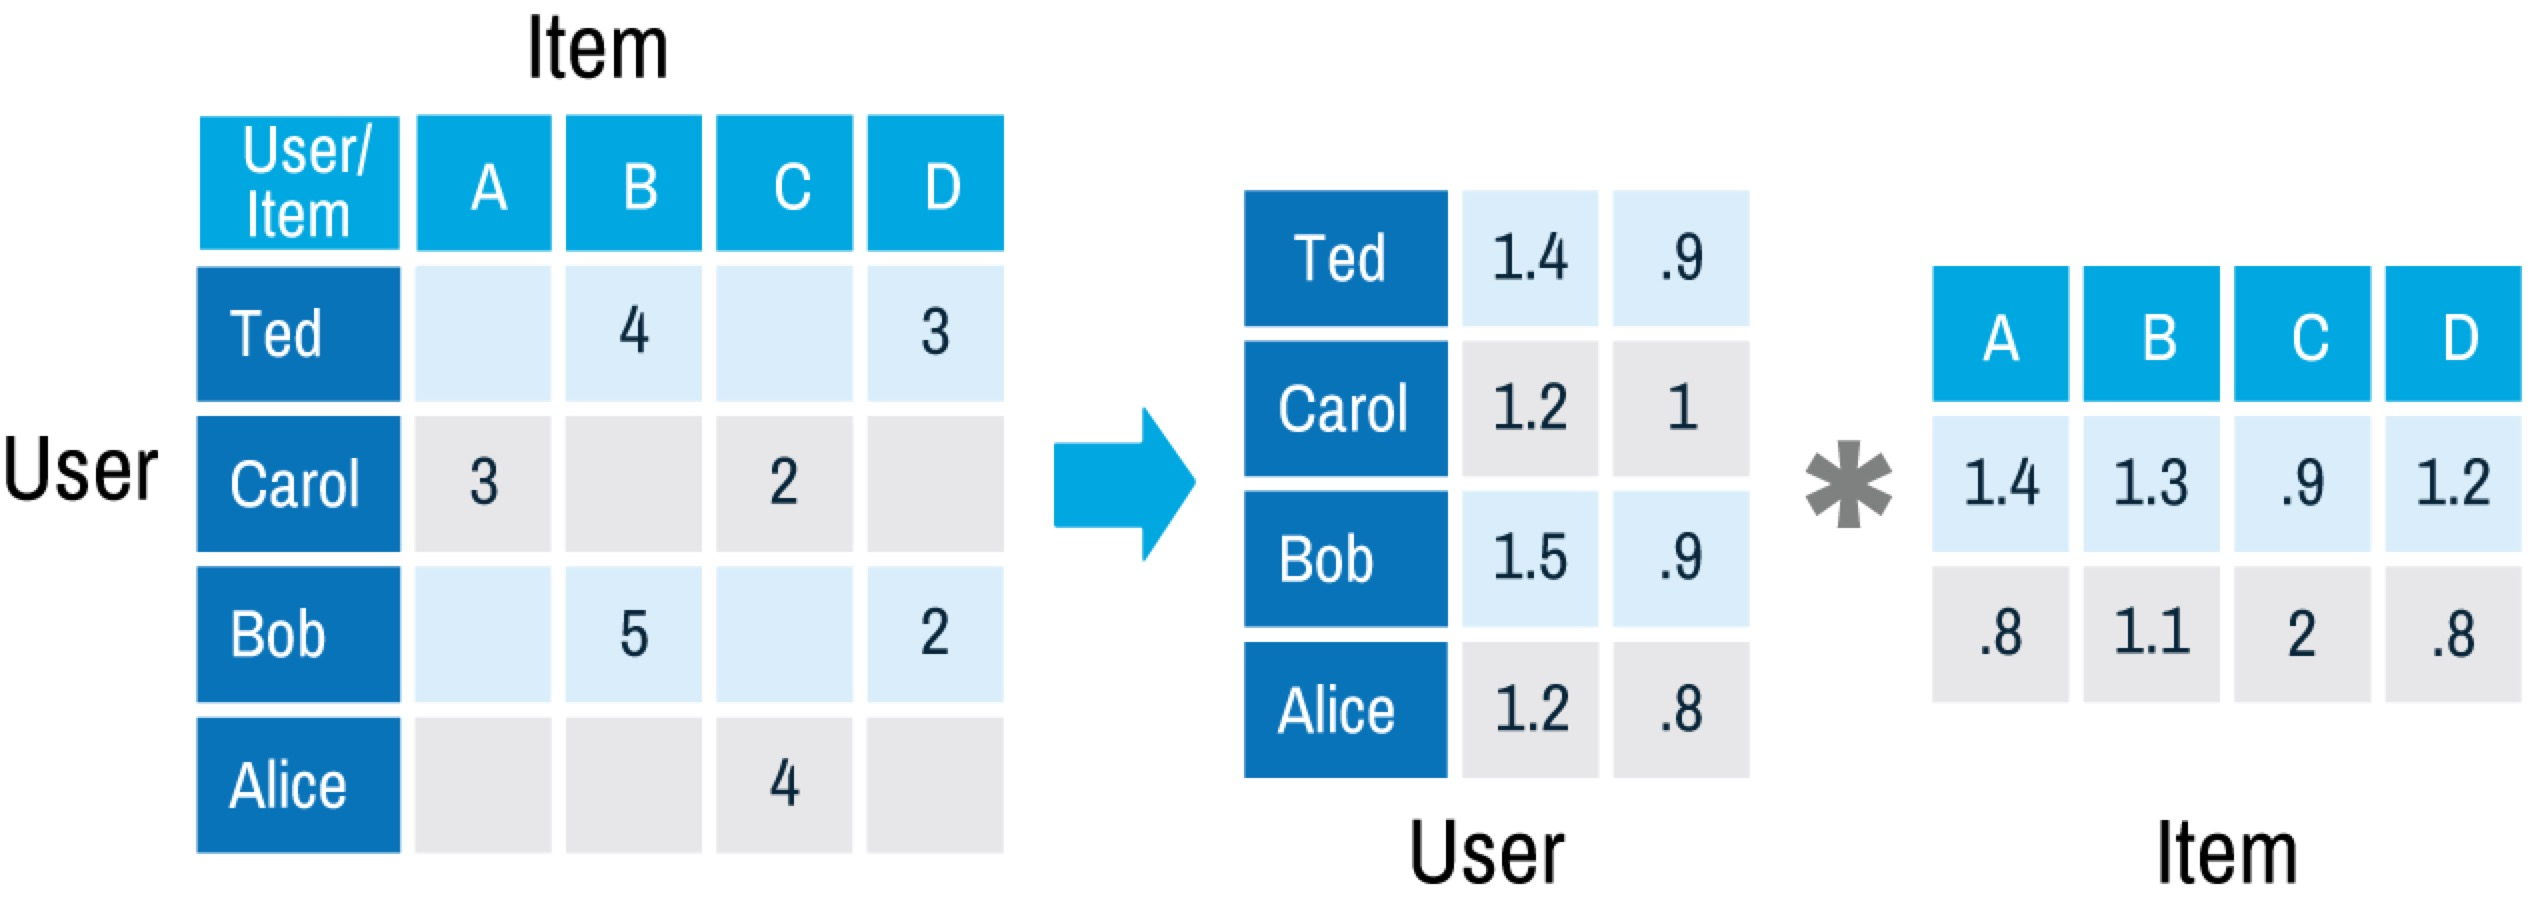 Item
User/
Item
A B C D
Ted 4 3
User
Carol 3 2
Bob 5 2
Alice 4
Ted 1.4 .9
Carol 1.2 1
Bob 1.5 .9
Alice 1.2 .8
User
*
A B C D
1.4 1.3 .9 1.2
.8 1.1 2 .8
Item